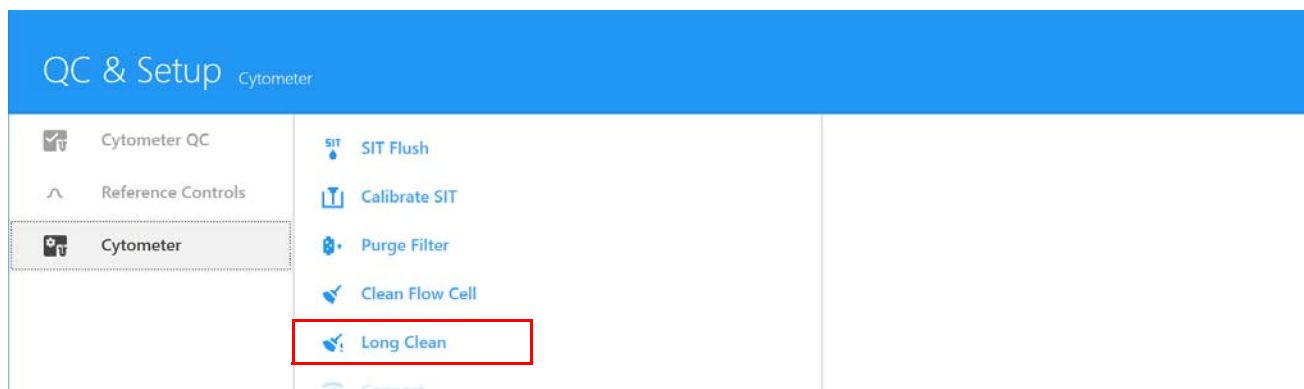 QC & Setup Cytometer
Cytometer QC
Reference Controls
Cytometer
SIT
SIT Flush
Calibrate SIT
Purge Filter
Clean Flow Cell
Long Clean